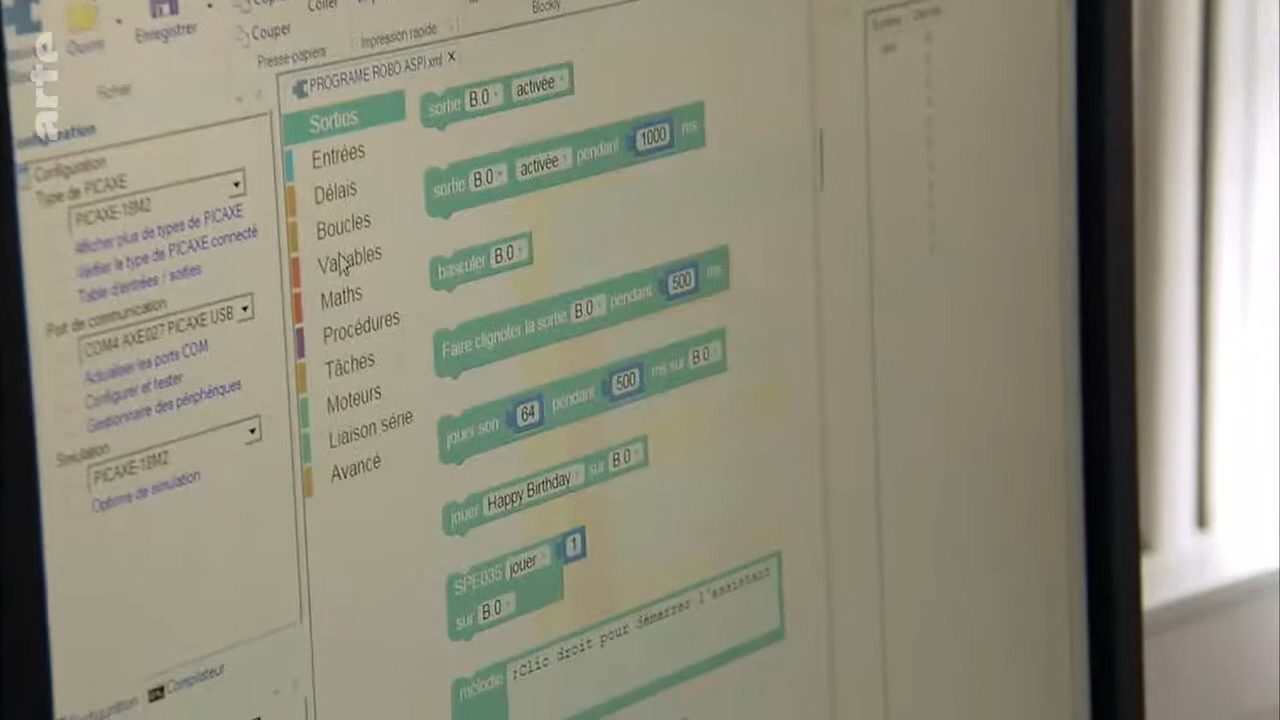 arte
Coller
Ouvrir
Enregistrer
Couper
Blockly
Presse-papiers
Impression rapide
Fichier
PROGRAME ROBO ASPI.xml ×
Configuration
Configuration
Type de PICAXE
PICAXE-18M2
Afficher plus de types de PICAXE
Vérifier le type de PICAXE connecté
Table d'entrées / sorties
Port de communication
COM4 AXE027 PICAXE USB
Actualiser les ports COM
Configurer et tester
Gestionnaire des périphériques
Simulation
PICAXE-18M2
Options de simulation
Configuration
Compilateur
Sorties
Entrées
Délais
Boucles
Variables
Maths
Procédures
Tâches
Moteurs
Liaison série
Avancé
sortie B.0 activée
sortie B.0 activée pendant 1000 ms
basculer B.0
Faire clignoter la sortie B.0 pendant 500 ms
jouer son 64 pendant 500 ms sur B.0
jouer Happy Birthday sur B.0
SPE035 jouer 1
sur B.0
mélodie ;Clic droit pour démarrer l'assistant